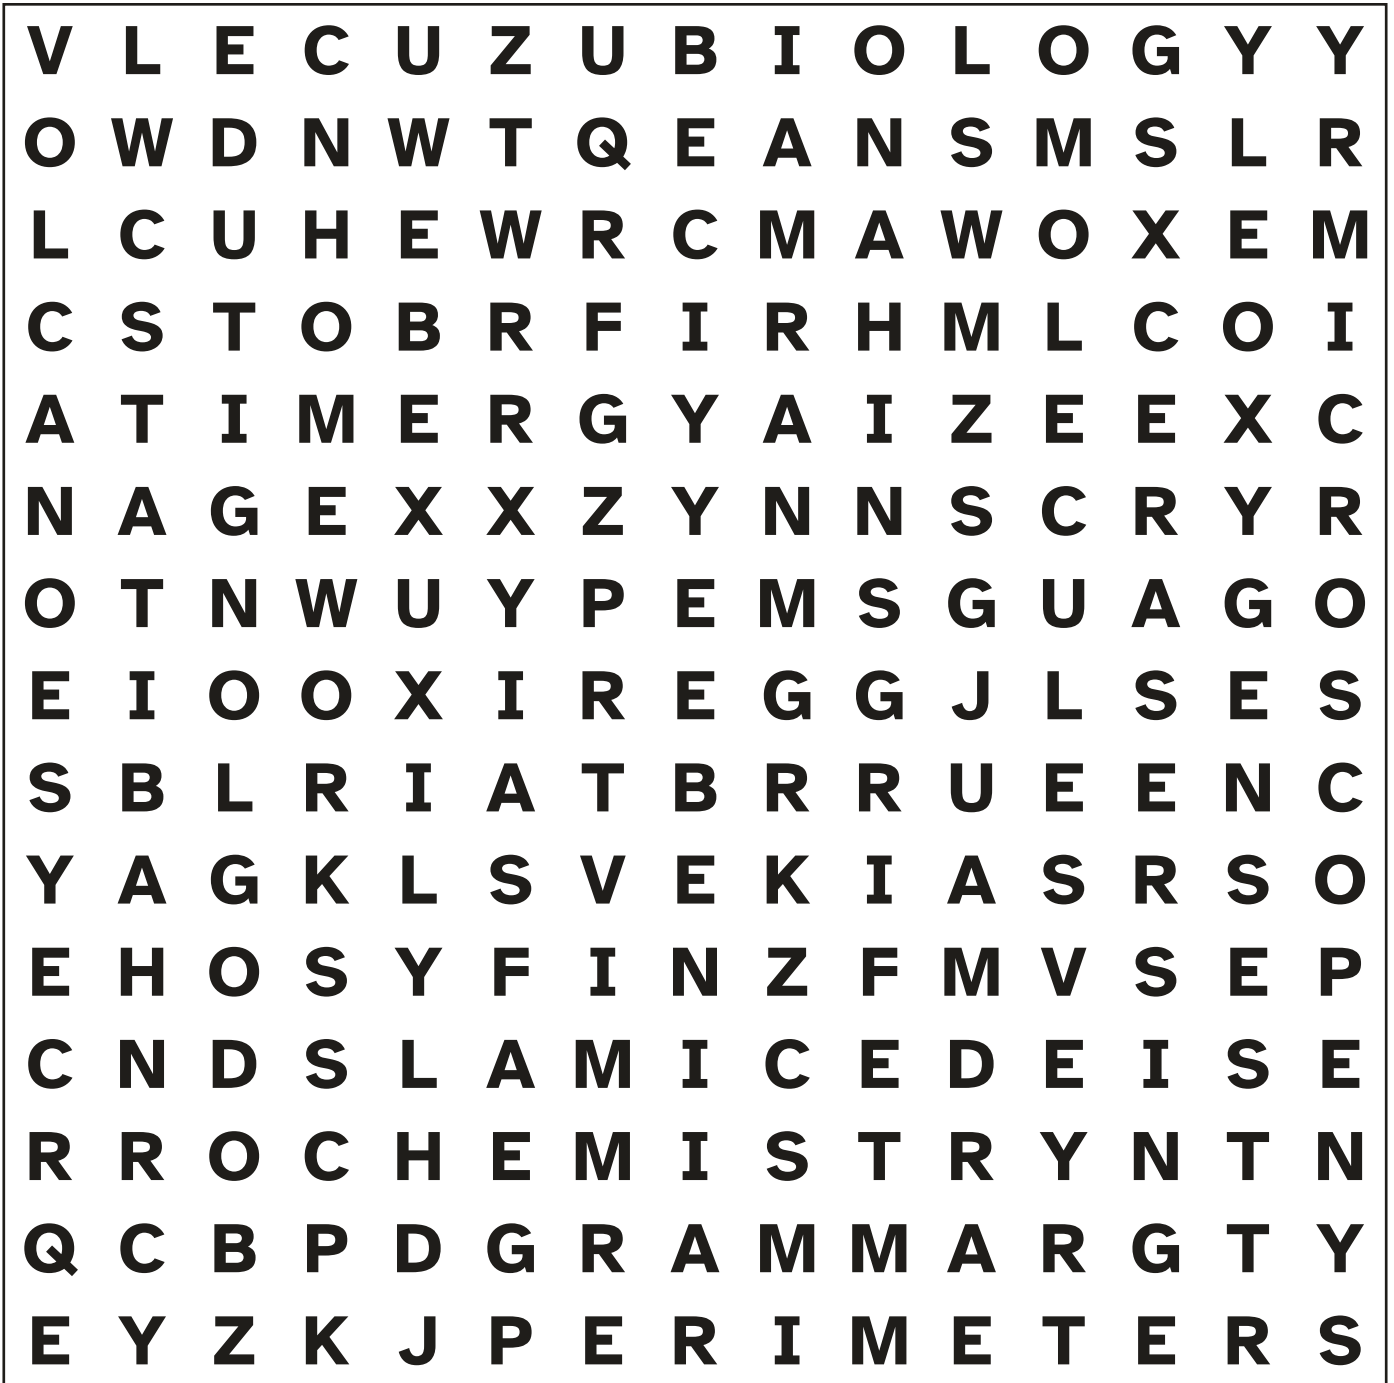 V L E C U Z U B I O L O G Y Y
O W D N W T Q E A N S M S L R
L C U H E W R C M A W O X E M
C S T O B R F I R H M L C O I
A T I M E R G Y A I Z E E X C
N A G E X X Z Y N N S C R Y R
O T N W U Y P E M S G U A G O
E I O O X I R E G G J L S E S
S B L R I A T B R R U E E N C
Y A G K L S V E K I A S R S O
E H O S Y F I N Z F M V S E P
C N D S L A M I C E D E I S E
R R O C H E M I S T R Y N T N
Q C B P D G R A M M A R G T Y
E Y Z K J P E R I M E T E R S